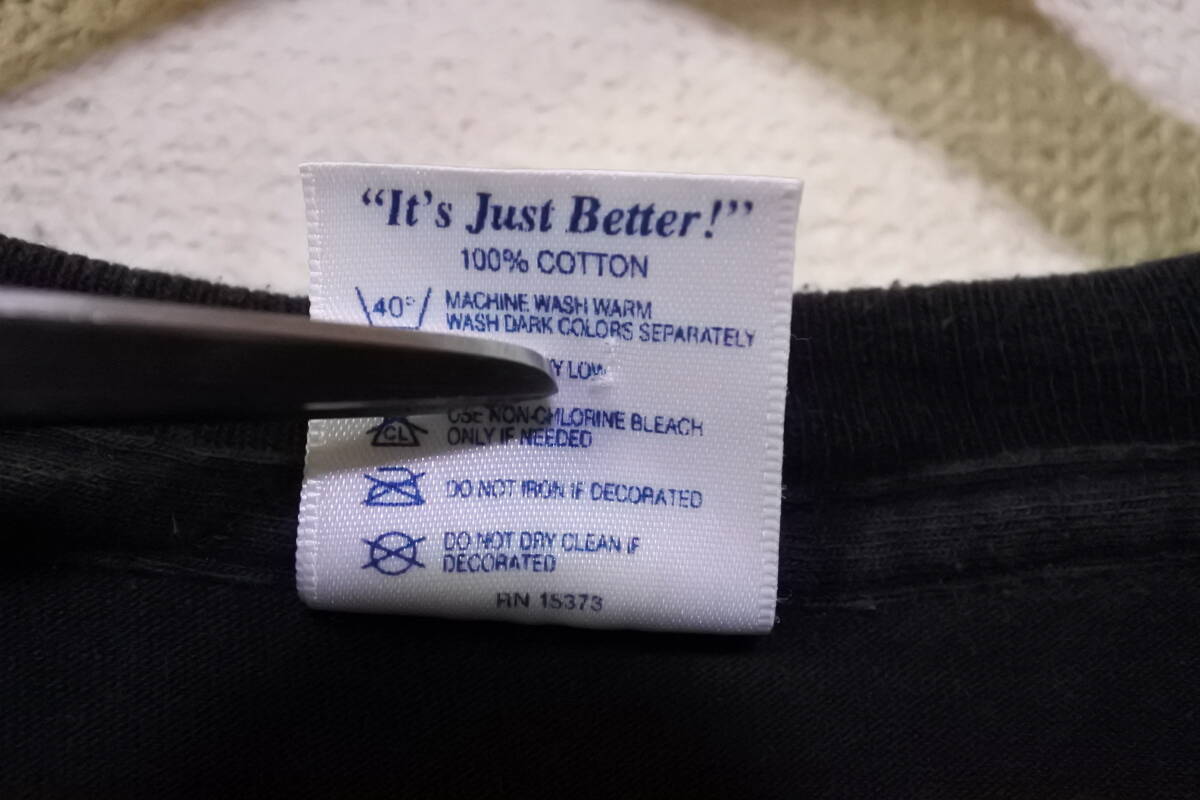 "It's Just Better!"
100% COTTON
40°
MACHINE WASH WARM
WASH DARK COLORS SEPARATELY
LOW
USE NON-CHLORINE BLEACH
CL
ONLY IF NEEDED
DO NOT IRON IF DECORATED
DO NOT DRY CLEAN IF
DECORATED
RN 15373